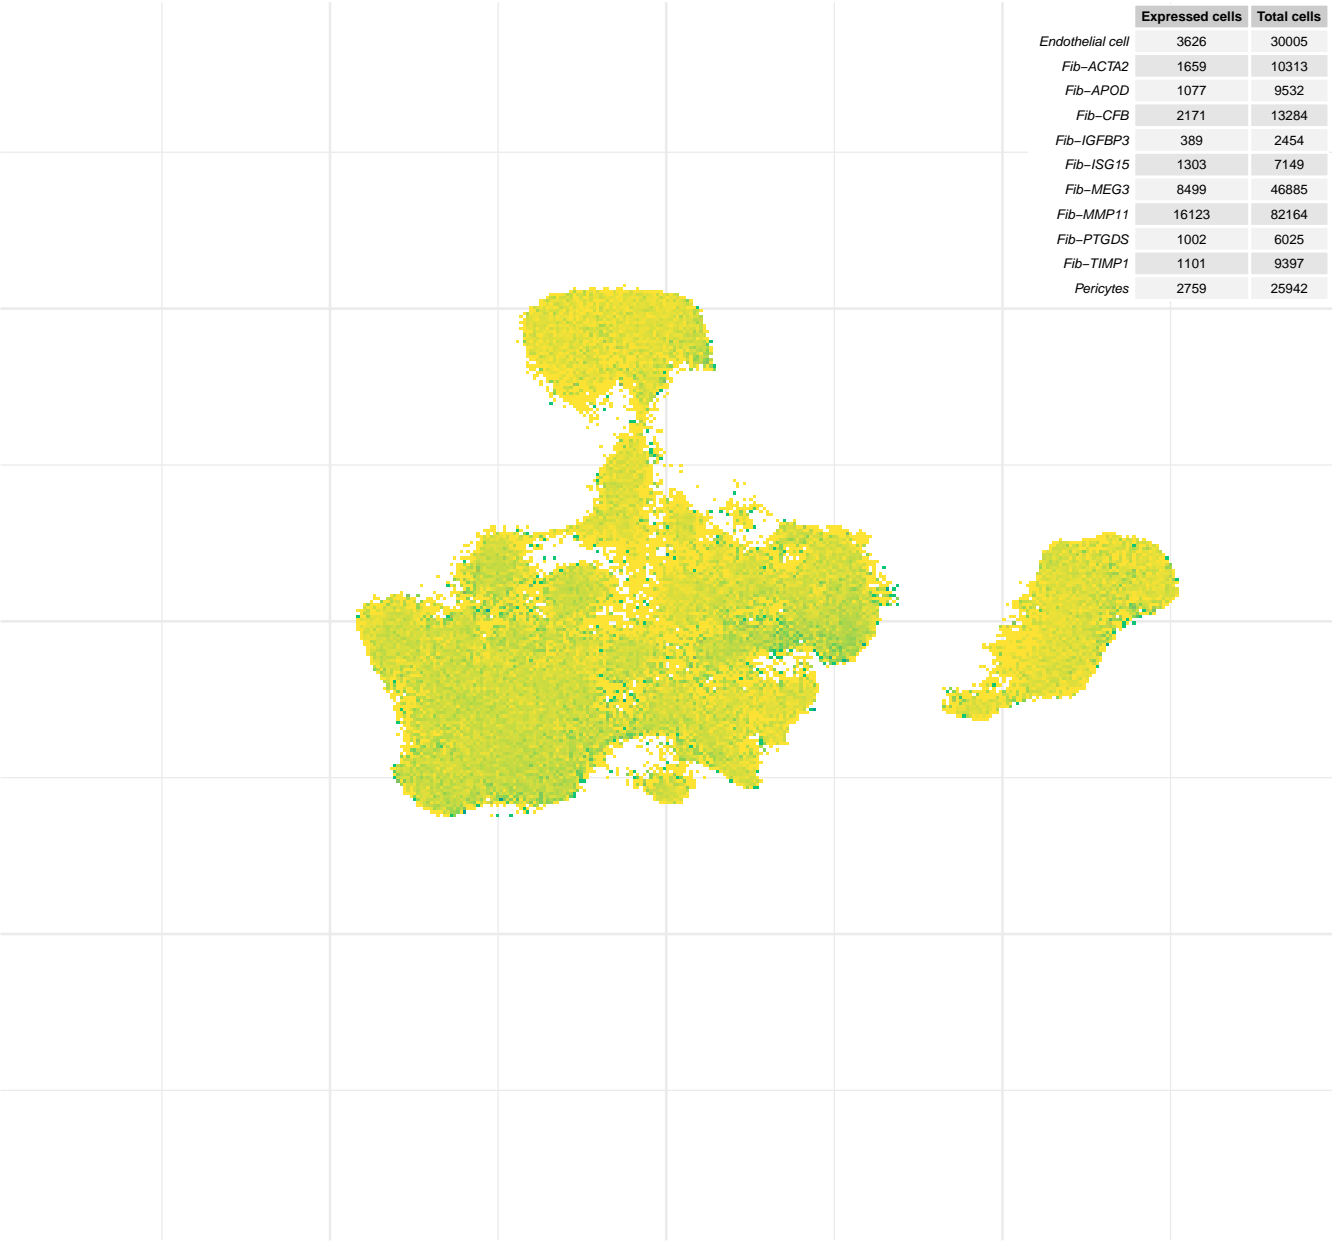 Expressed cells Total cells
Endothelial cell 3626 30005
Fib−ACTA2 1659 10313
Fib−APOD 1077 9532
Fib−CFB 2171 13284
Fib−IGFBP3 389 2454
Fib−ISG15 1303 7149
Fib−MEG3 8499 46885
Fib−MMP11 16123 82164
Fib−PTGDS 1002 6025
Fib−TIMP1 1101 9397
Pericytes 2759 25942